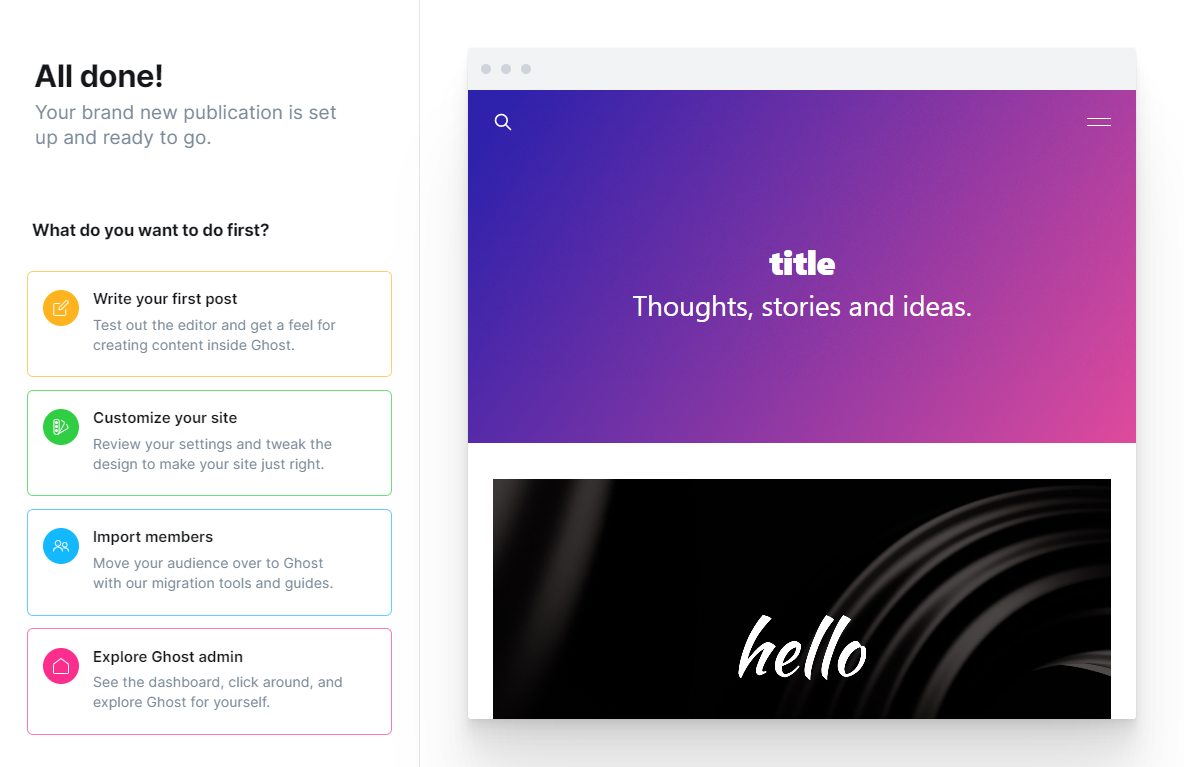 All done!
Your brand new publication is set
up and ready to go.
What do you want to do first?
Write your first post
Test out the editor and get a feel for
creating content inside Ghost.
Customize your site
Review your settings and tweak the
design to make your site just right.
Import members
Move your audience over to Ghost
with our migration tools and guides.
Explore Ghost admin
See the dashboard, click around, and
explore Ghost for yourself.
title
Thoughts, stories and ideas.
hello